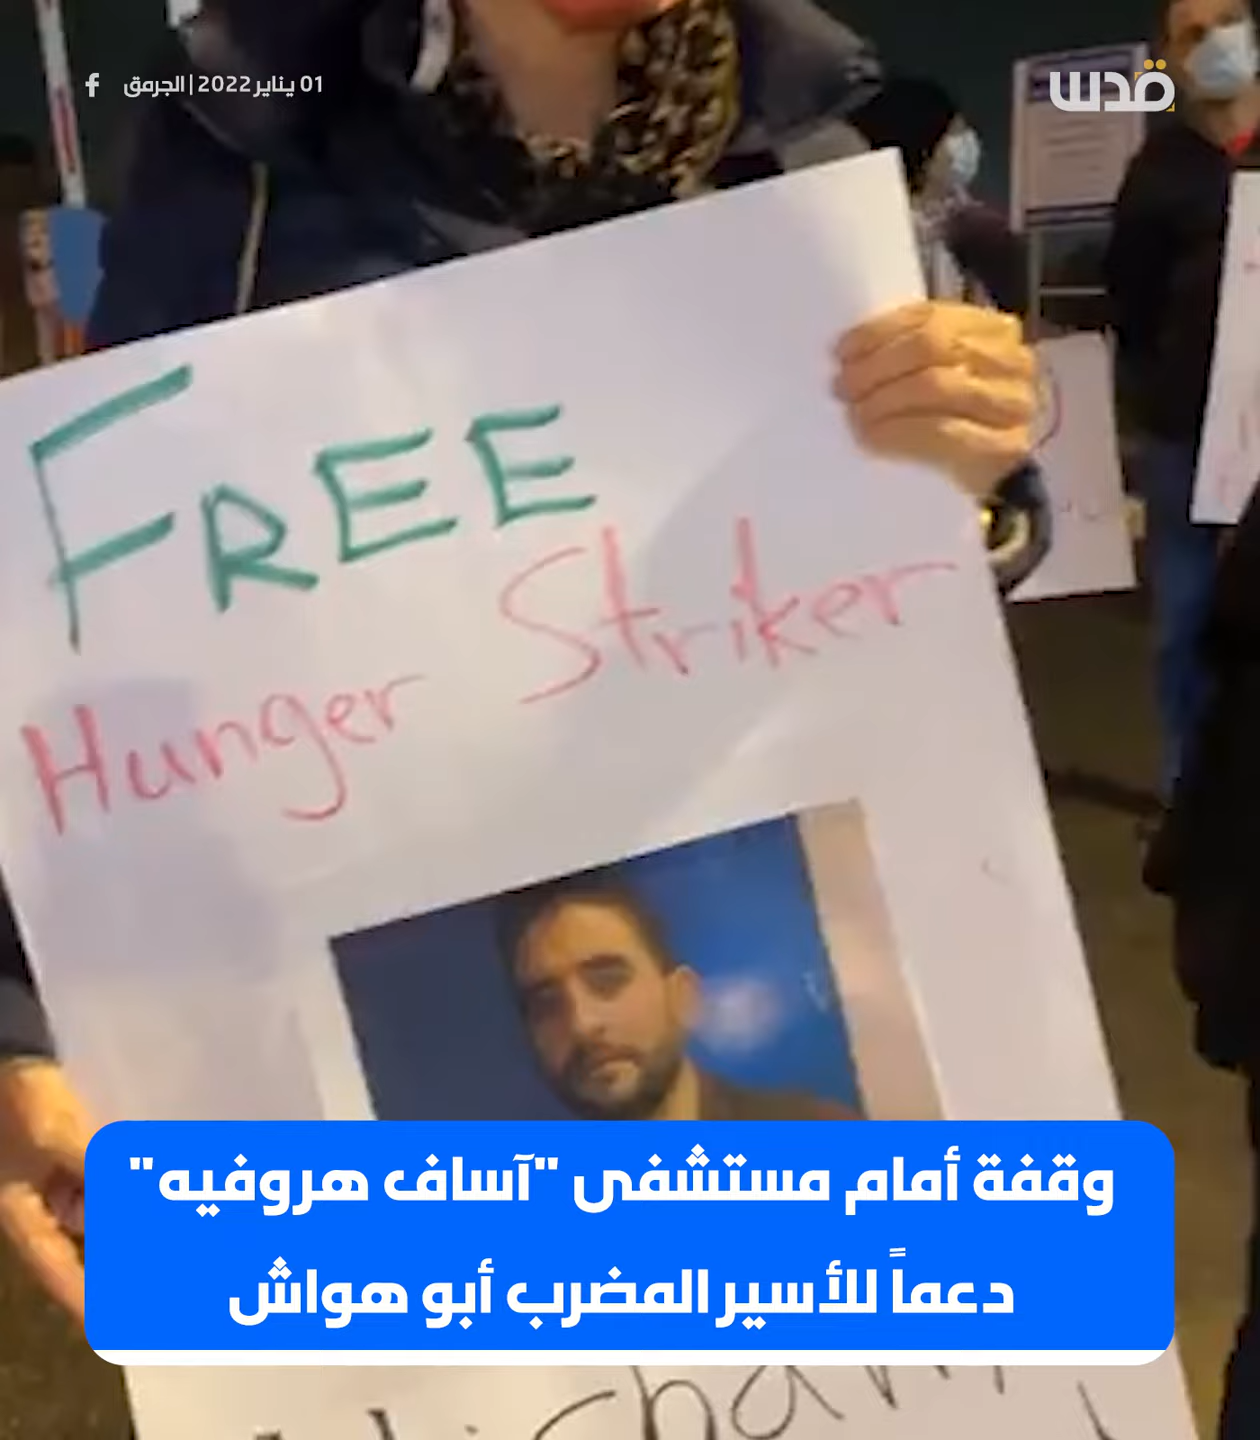 01 يناير 2022 | الجرمق
قدس
FREE
Hunger Striker
وقفة أمام مستشفى "آساف هروفيه"
دعماً للأسير المضرب أبو هواش